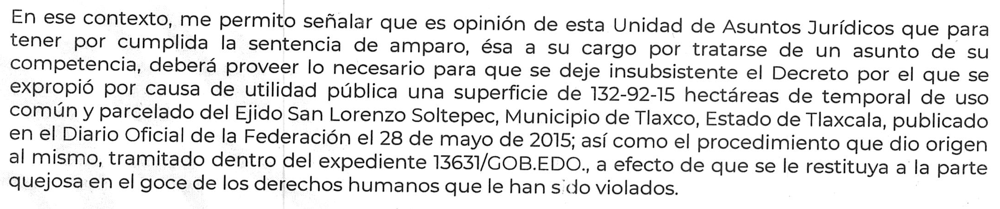 En ese contexto, me permito señalar que es opinión de esta Unidad de Asuntos Jurídicos que para
tener por cumplida la sentencia de amparo, ésa a su cargo por tratarse de un asunto de su
competencia, deberá proveer lo necesario para que se deje insubsistente el Decreto por el que se
expropió por causa de utilidad pública una superficie de 132-92-15 hectáreas de temporal de uso
común y parcelado del Ejido San Lorenzo Soltepec, Municipio de Tlaxco, Estado de Tlaxcala, publicado
en el Diario Oficial de la Federación el 28 de mayo de 2015; así como el procedimiento que dio origen
al mismo, tramitado dentro del expediente 13631/GOB.EDO., a efecto de que se le restituya a la parte
quejosa en el goce de los derechos humanos que le han sido violados.